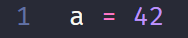 1 a = 42